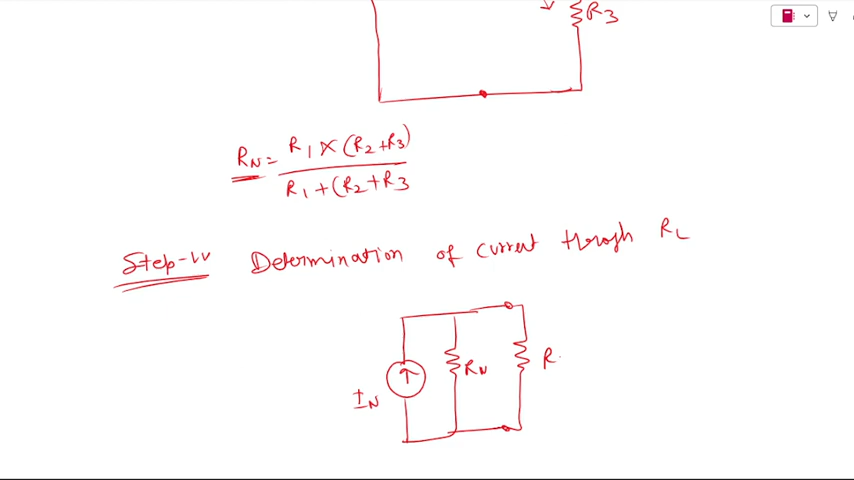 R3
RN = R1 × (R2+R3)
R1+(R2+R3
Step-IV Determination of current through RL
IN RN R